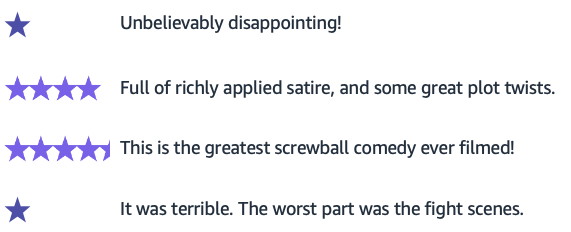 Unbelievably disappointing!
Full of richly applied satire, and some great plot twists.
This is the greatest screwball comedy ever filmed!
It was terrible. The worst part was the fight scenes.